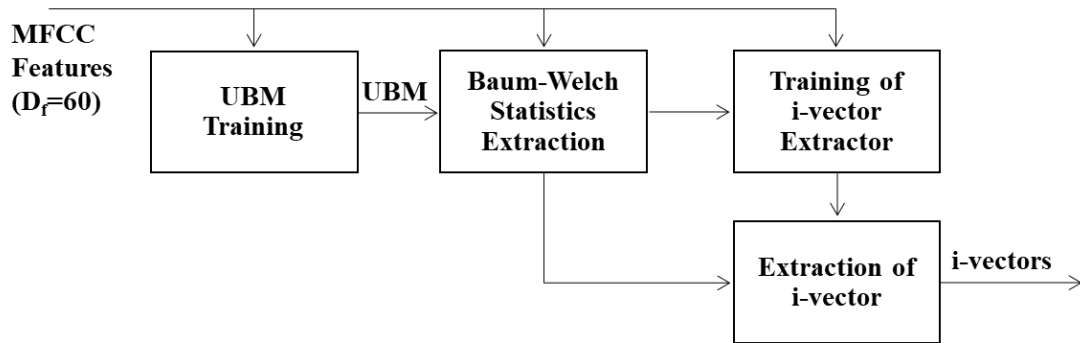 MFCC
Features
(Df=60)
UBM
Training
UBM
Baum-Welch
Statistics
Extraction
Training of
i-vector
Extractor
Extraction of
i-vector
i-vectors